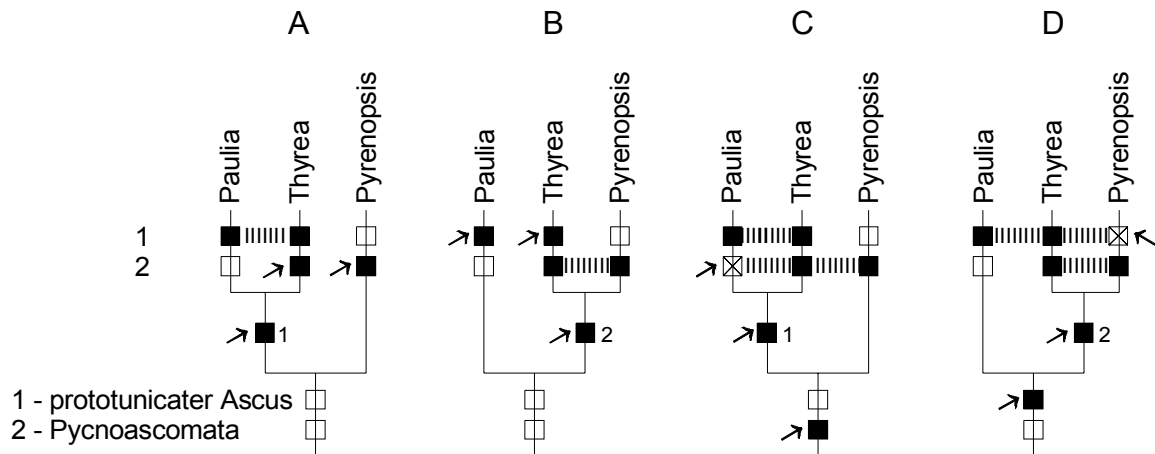 A B C D
Paulia Thyrea Pyrenopsis Paulia Thyrea Pyrenopsis Paulia Thyrea Pyrenopsis Paulia Thyrea Pyrenopsis
1
2
1 2 1 2
1 - prototunicater Ascus
2 - Pycnoascomata